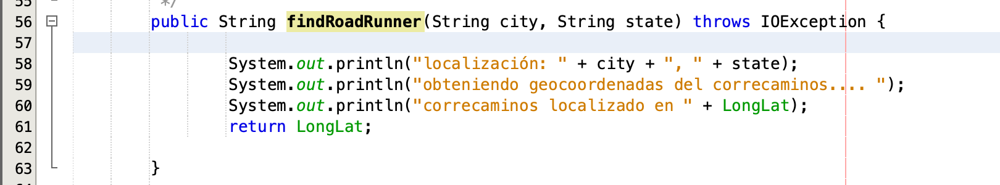 55 */
56 public String findRoadRunner(String city, String state) throws IOException {
57
58 System.out.println("localización: " + city + ", " + state);
59 System.out.println("obteniendo geocoordenadas del correcaminos.... ");
60 System.out.println("correcaminos localizado en " + LongLat);
61 return LongLat;
62
63 }